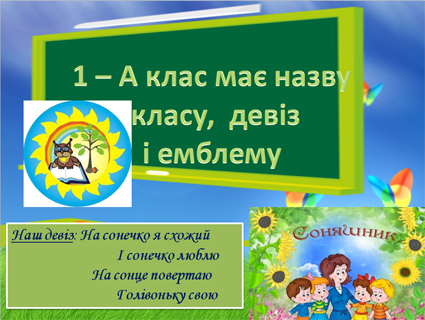 1 – А клас має назву
класу, девіз
і емблему
Наш девіз: На сонечко я схожий
І сонечко люблю
На сонце повертаю
Голівоньку свою
Соняшник